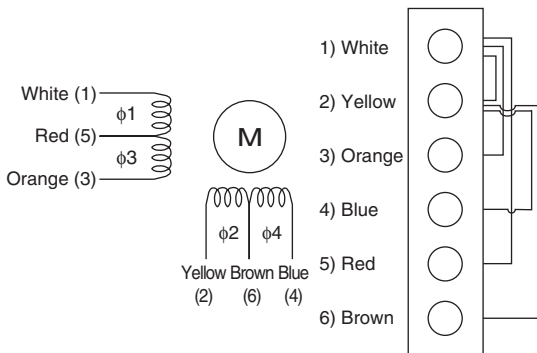 White (1)
ϕ1
Red (5)
ϕ3
Orange (3)
M
ϕ2 ϕ4
Yellow Brown Blue
(2) (6) (4)
1) White
2) Yellow
3) Orange
4) Blue
5) Red
6) Brown